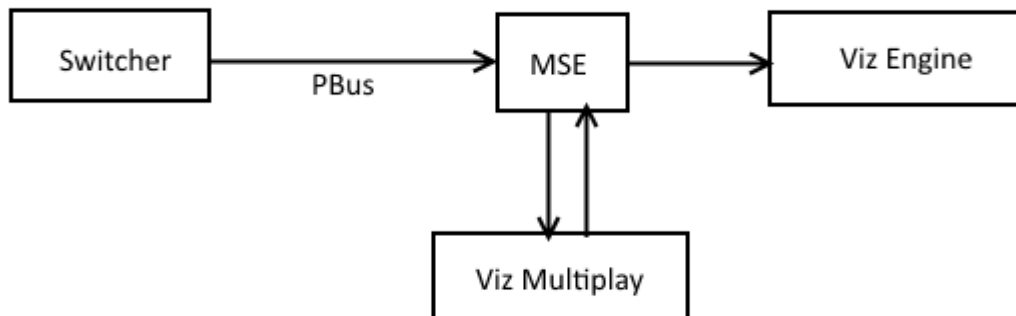 Switcher
PBus
MSE
Viz Engine
Viz Multiplay